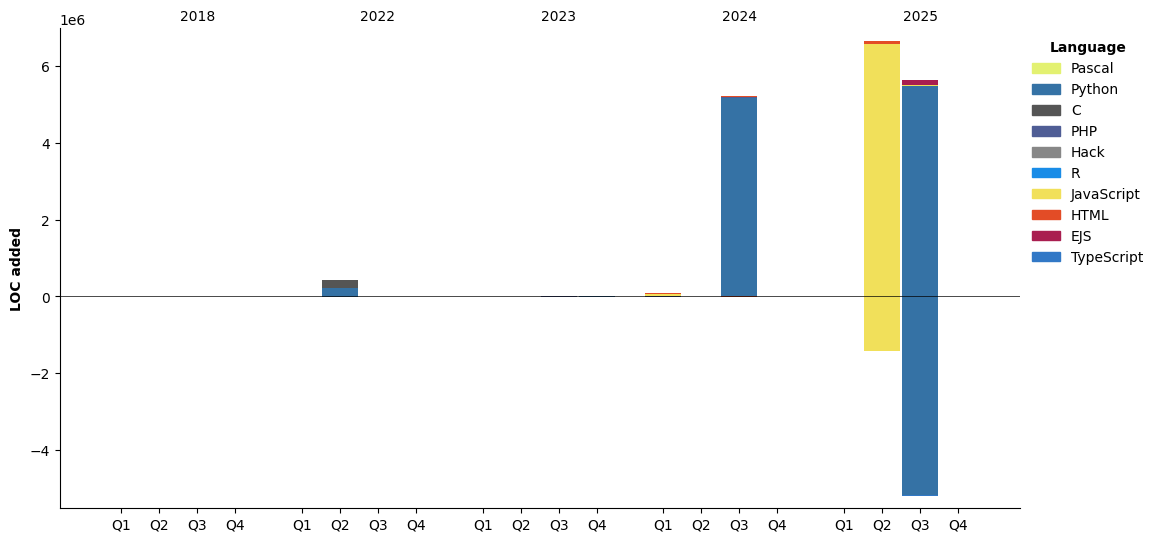 2018 2022 2023 2024 2025
1e6
Language
Pascal
Python
C
PHP
Hack
R
JavaScript
HTML
EJS
TypeScript
LOC added
6
4
2
0
−2
−4
Q1 Q2 Q3 Q4 Q1 Q2 Q3 Q4 Q1 Q2 Q3 Q4 Q1 Q2 Q3 Q4 Q1 Q2 Q3 Q4